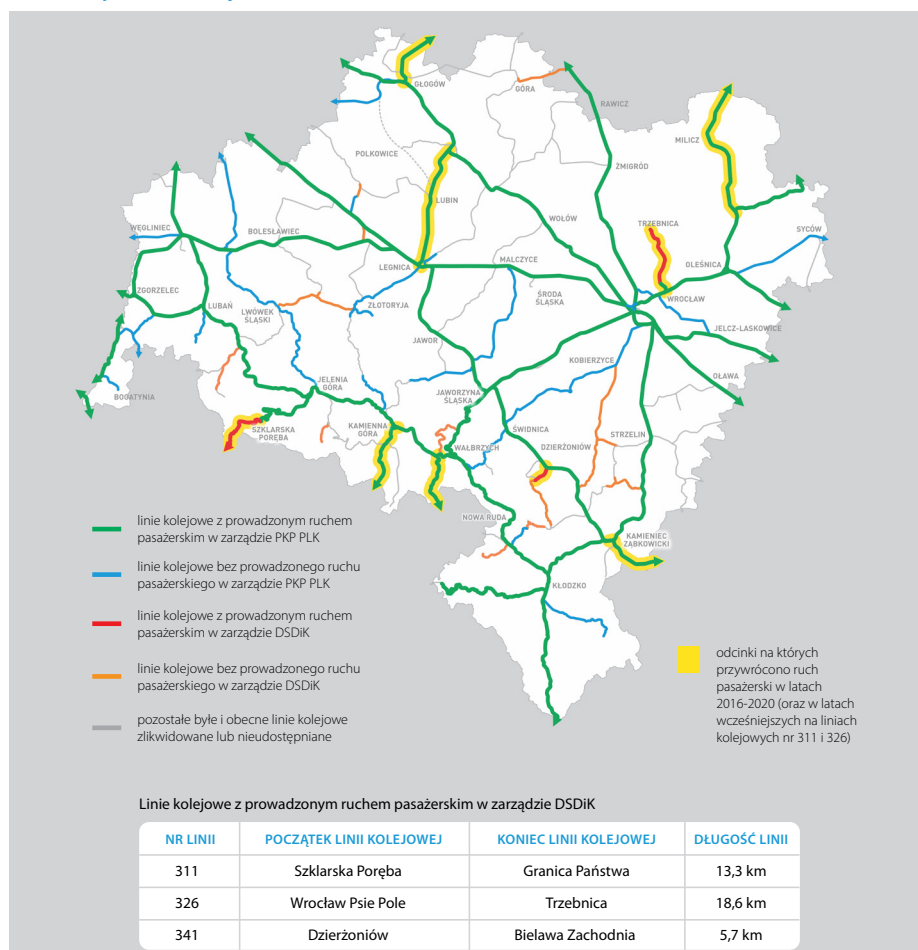 GŁOGÓW
GÓRA
RAWICZ
MILICZ
POLKOWICE
ŻMIGRÓD
LUBIN
WOŁÓW
TRZEBNICA
SYCÓW
WĘGLINIEC
BOLESŁAWIEC
LEGNICA
MALCZYCE
OLEŚNICA
ZGORZELEC
LUBAŃ
LWÓWEK
ŚLĄSKI
ZŁOTORYJA
ŚRODA
ŚLĄSKA
WROCŁAW
JELCZ-LASKOWICE
JAWOR
KOBIERZYCE
OŁAWA
BOGATYNIA
JELENIA
GÓRA
JAWORZYNA
ŚLĄSKA
SZKLARSKA
PORĘBA
KAMIENNA
GÓRA
ŚWIDNICA
DZIERŻONIÓW
STRZELIN
WAŁBRZYCH
NOWA RUDA
KAMIENIEC
ZĄBKOWICKI
KŁODZKO
linie kolejowe z prowadzonym ruchem
pasażerskim w zarządzie PKP PLK
linie kolejowe bez prowadzonego ruchu
pasażerskiego w zarządzie PKP PLK
linie kolejowe z prowadzonym ruchem
pasażerskim w zarządzie DSDiK
linie kolejowe bez prowadzonego ruchu
pasażerskiego w zarządzie DSDiK
pozostałe byłe i obecne linie kolejowe
zlikwidowane lub nieudostępniane
odcinki na których
przywrócono ruch
pasażerski w latach
2016-2020 (oraz w latach
wcześniejszych na liniach
kolejowych nr 311 i 326)
Linie kolejowe z prowadzonym ruchem pasażerskim w zarządzie DSDiK
NR LINII POCZĄTEK LINII KOLEJOWEJ KONIEC LINII KOLEJOWEJ DŁUGOŚĆ LINII
311 Szklarska Poręba Granica Państwa 13,3 km
326 Wrocław Psie Pole Trzebnica 18,6 km
341 Dzierżoniów Bielawa Zachodnia 5,7 km